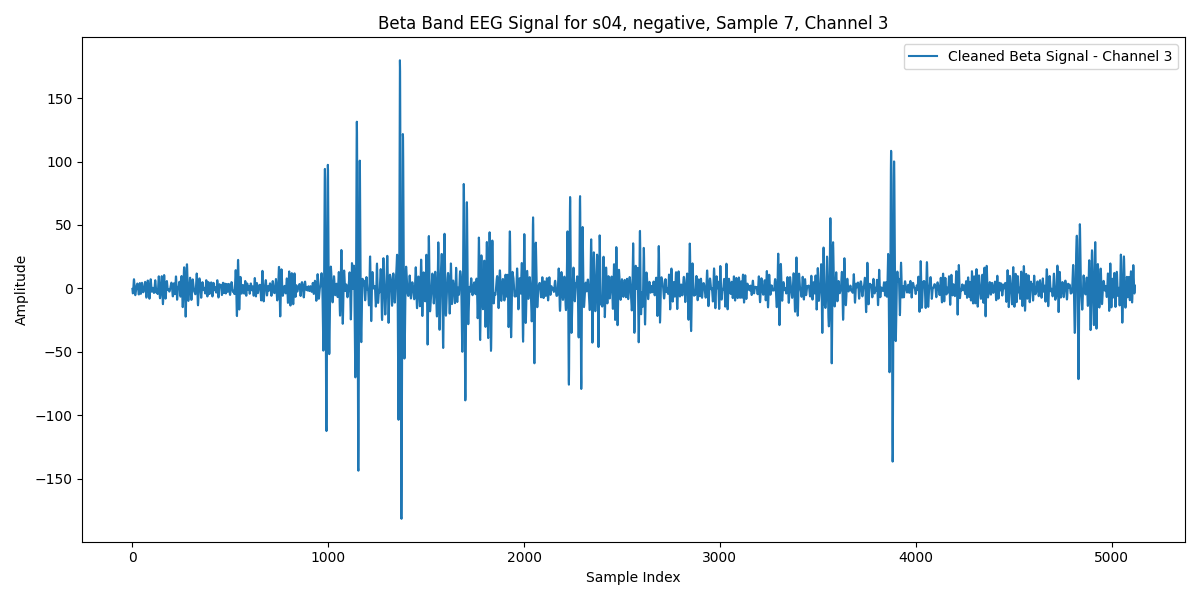 Beta Band EEG Signal for s04, negative, Sample 7, Channel 3
Cleaned Beta Signal - Channel 3
Amplitude
150
100
50
0
−50
−100
−150
0 1000 2000 3000 4000 5000
Sample Index